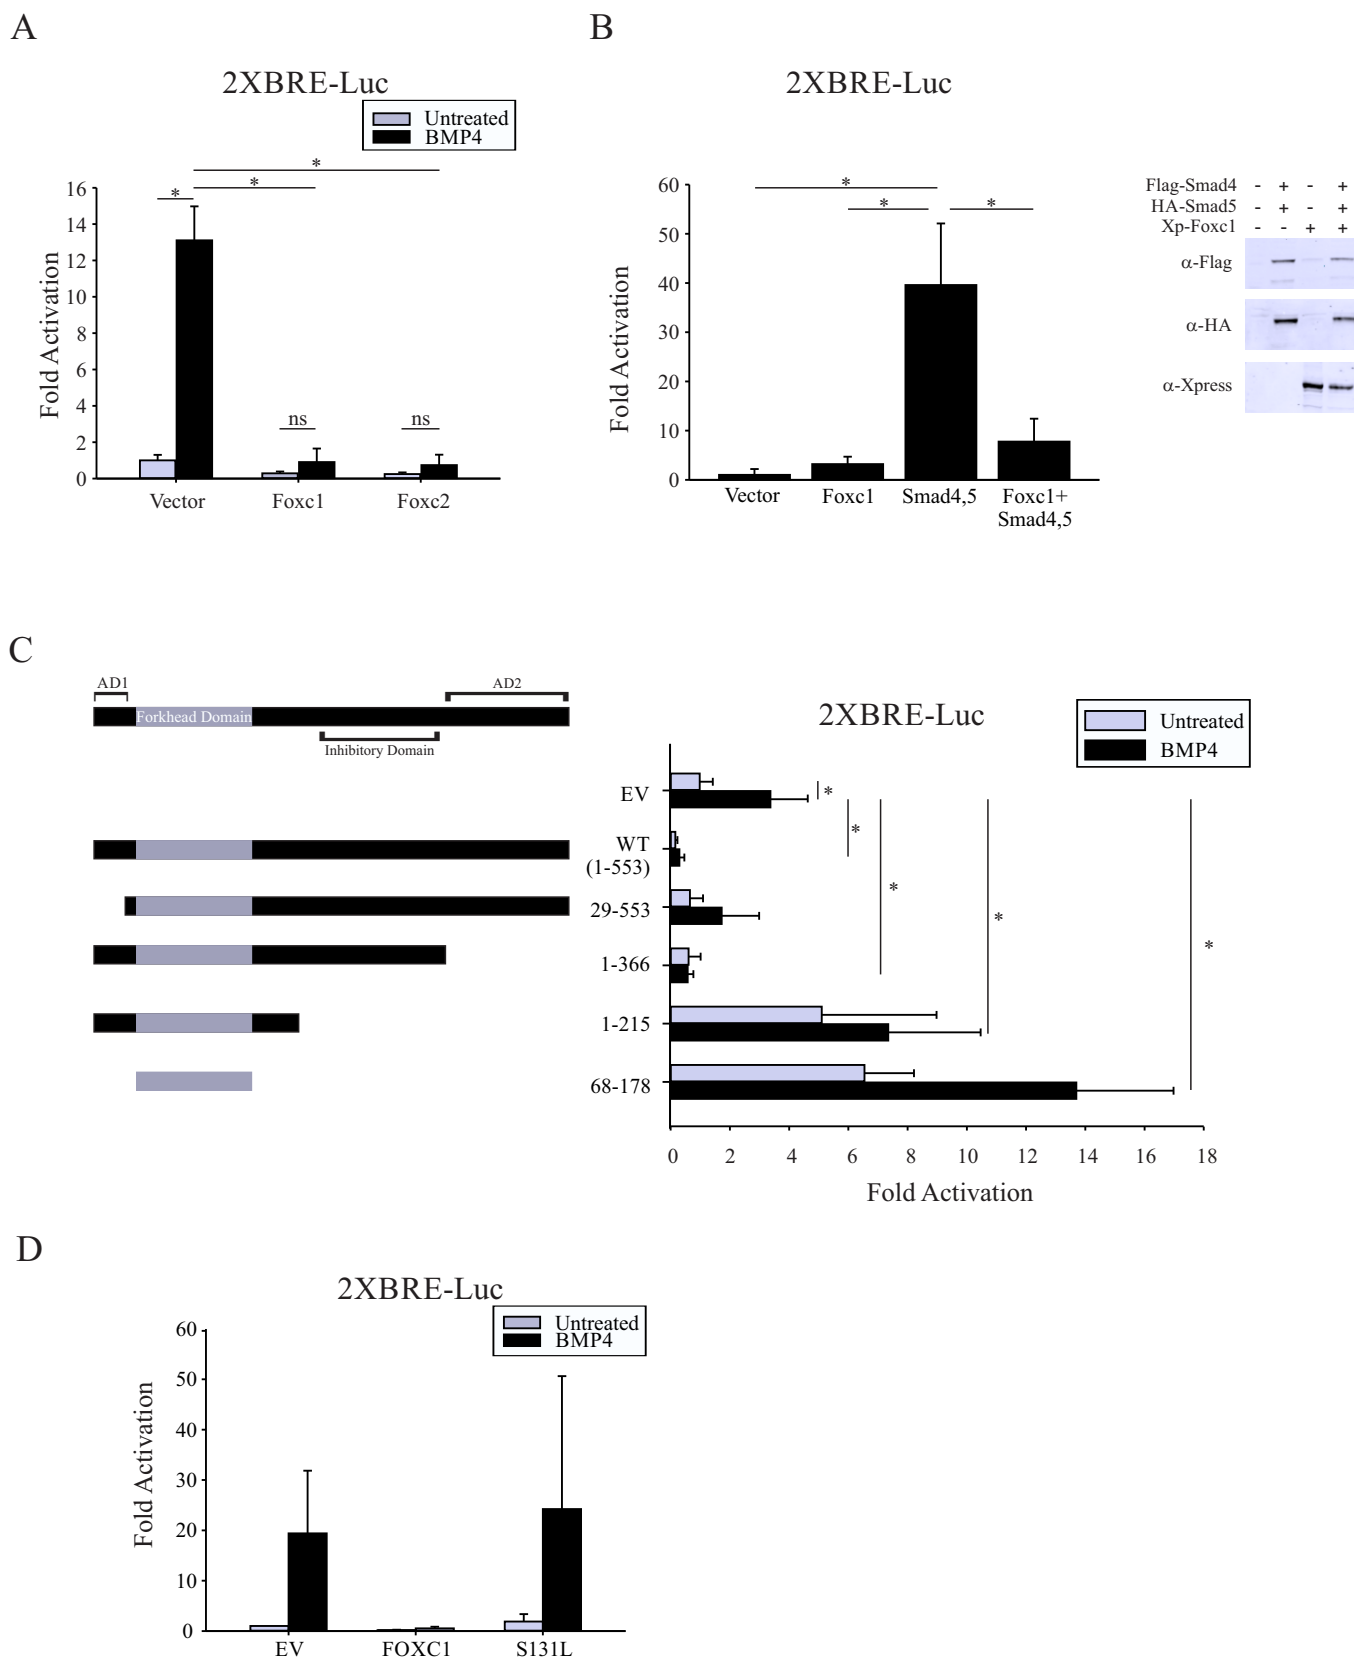 A
2XBRE-Luc
Untreated
BMP4
*
*
*
16
14
12
10
8
6
4
2
0
Fold Activation
ns
ns
Vector
Foxc1
Foxc2
B
2XBRE-Luc
*
*
*
60
50
40
30
20
10
0
Fold Activation
Vector
Foxc1
Smad4,5
Foxc1+
Smad4,5
Flag-Smad4 - + - +
HA-Smad5 - + - +
Xp-Foxc1 - - + +
α-Flag
α-HA
α-Xpress
C
AD1
AD2
Forkhead Domain
Inhibitory Domain
2XBRE-Luc
Untreated
BMP4
EV
WT
(1-553)
29-553
1-366
1-215
68-178
*
*
*
*
*
0 2 4 6 8 10 12 14 16 18
Fold Activation
D
2XBRE-Luc
Untreated
BMP4
60
50
40
30
20
10
0
Fold Activation
EV
FOXC1
S131L